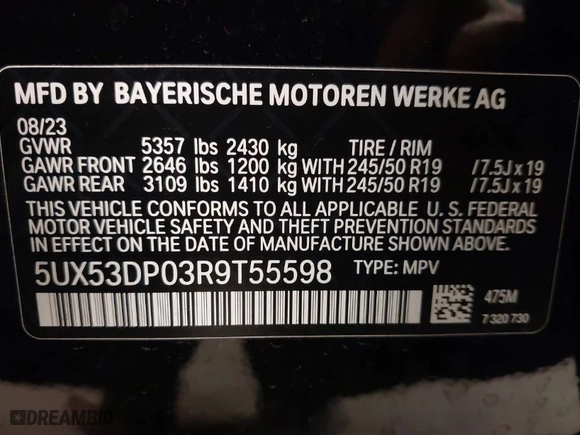 MFD BY BAYERISCHE MOTOREN WERKE AG
08/23
GVWR 5357 lbs 2430 kg TIRE / RIM
GAWR FRONT 2646 lbs 1200 kg WITH 245/50 R19 /7.5J x 19
GAWR REAR 3109 lbs 1410 kg WITH 245/50 R19 /7.5J x 19
THIS VEHICLE CONFORMS TO ALL APPLICABLE U. S. FEDERAL
MOTOR VEHICLE SAFETY AND THEFT PREVENTION STANDARDS
IN EFFECT ON THE DATE OF MANUFACTURE SHOWN ABOVE.
5UX53DP03R9T55598 TYPE: MPV
475M
7 320 730
DREAMBID